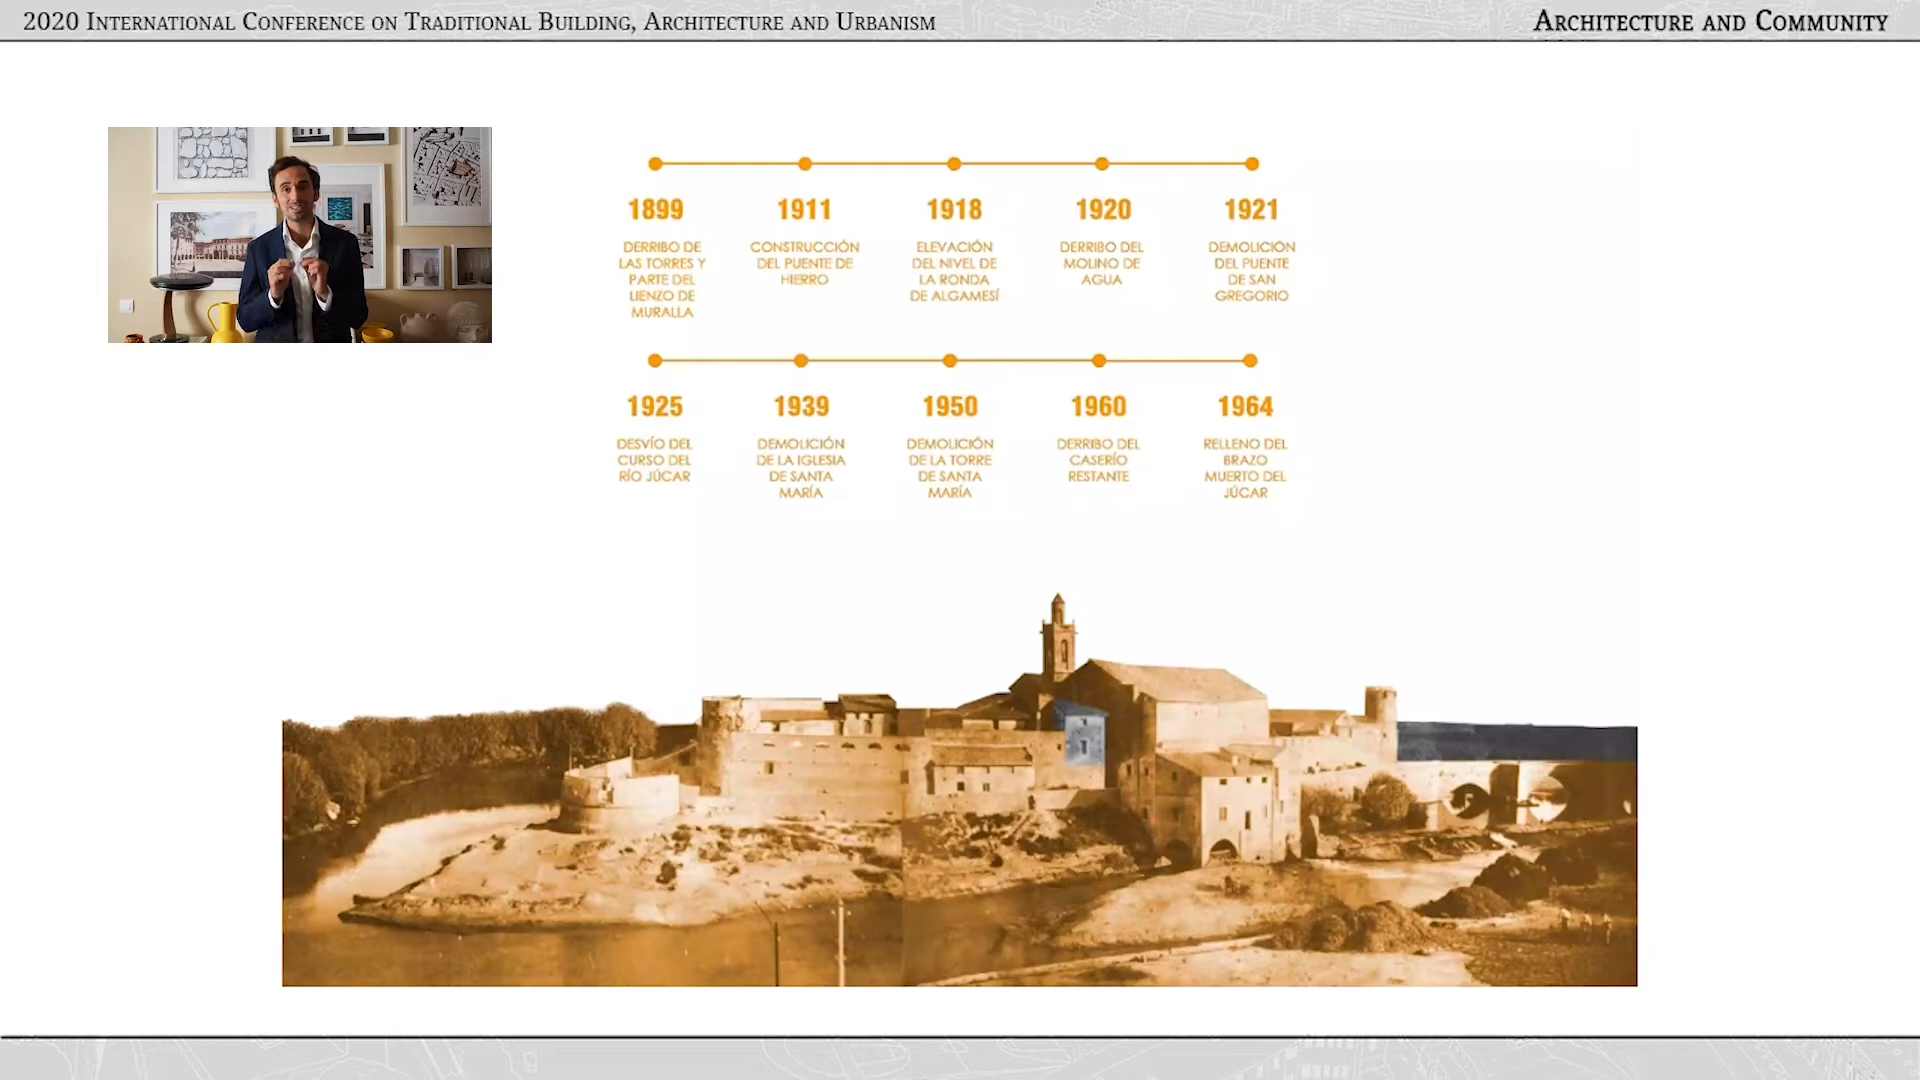 2020 International Conference on Traditional Building, Architecture and Urbanism
Architecture and Community
1899
DERRIBO DE
LAS TORRES Y
PARTE DEL
LIENZO DE
MURALLA
1911
CONSTRUCCIÓN
DEL PUENTE DE
HIERRO
1918
ELEVACIÓN
DEL NIVEL DE
LA RONDA
DE ALGAMESÍ
1920
DERRIBO DEL
MOLINO DE
AGUA
1921
DEMOLICIÓN
DEL PUENTE
DE SAN
GREGORIO
1925
DESVÍO DEL
CURSO DEL
RÍO JÚCAR
1939
DEMOLICIÓN
DE LA IGLESIA
DE SANTA
MARÍA
1950
DEMOLICIÓN
DE LA TORRE
DE SANTA
MARÍA
1960
DERRIBO DEL
CASERÍO
RESTANTE
1964
RELLENO DEL
BRAZO
MUERTO DEL
JÚCAR